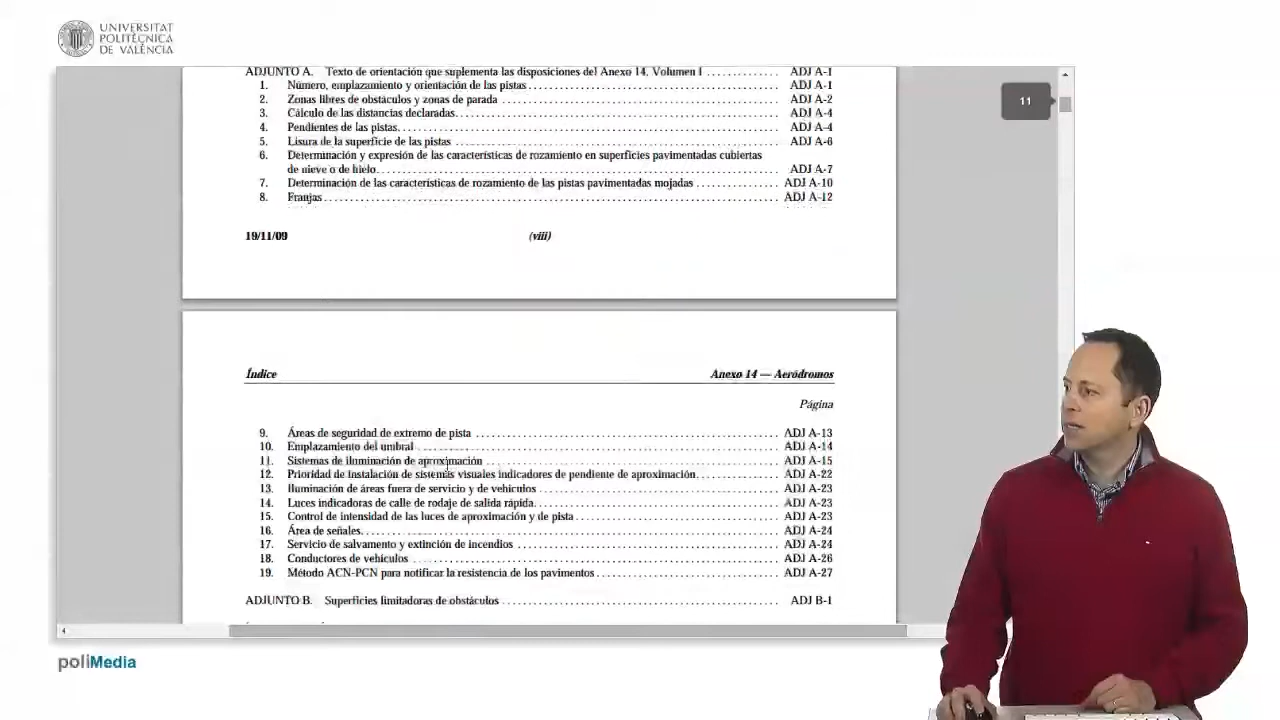 UNIVERSITAT
POLITÈCNICA
DE VALÈNCIA
ADJUNTO A. Texto de orientación que suplementa las disposiciones del Anexo 14, Volumen I ADJ A-1
1. Número, emplazamiento y orientación de las pistas ADJ A-1
2. Zonas libres de obstáculos y zonas de parada ADJ A-2
3. Cálculo de las distancias declaradas ADJ A-4
4. Pendientes de las pistas ADJ A-4
5. Lisura de la superficie de las pistas ADJ A-6
6. Determinación y expresión de las características de rozamiento en superficies pavimentadas cubiertas
de nieve o de hielo ADJ A-7
7. Determinación de las características de rozamiento de las pistas pavimentadas mojadas ADJ A-10
8. Franjas ADJ A-12
19/11/09 (viii)
11
Índice Anexo 14 — Aeródromos
Página
9. Áreas de seguridad de extremo de pista ADJ A-13
10. Emplazamiento del umbral ADJ A-14
11. Sistemas de iluminación de aproximación ADJ A-15
12. Prioridad de instalación de sistemas visuales indicadores de pendiente de aproximación ADJ A-22
13. Iluminación de áreas fuera de servicio y de vehículos ADJ A-23
14. Luces indicadoras de calle de rodaje de salida rápida ADJ A-23
15. Control de intensidad de las luces de aproximación y de pista ADJ A-23
16. Área de señales ADJ A-24
17. Servicio de salvamento y extinción de incendios ADJ A-24
18. Conductores de vehículos ADJ A-26
19. Método ACN-PCN para notificar la resistencia de los pavimentos ADJ A-27
ADJUNTO B. Superficies limitadoras de obstáculos ADJ B-1
poliMedia